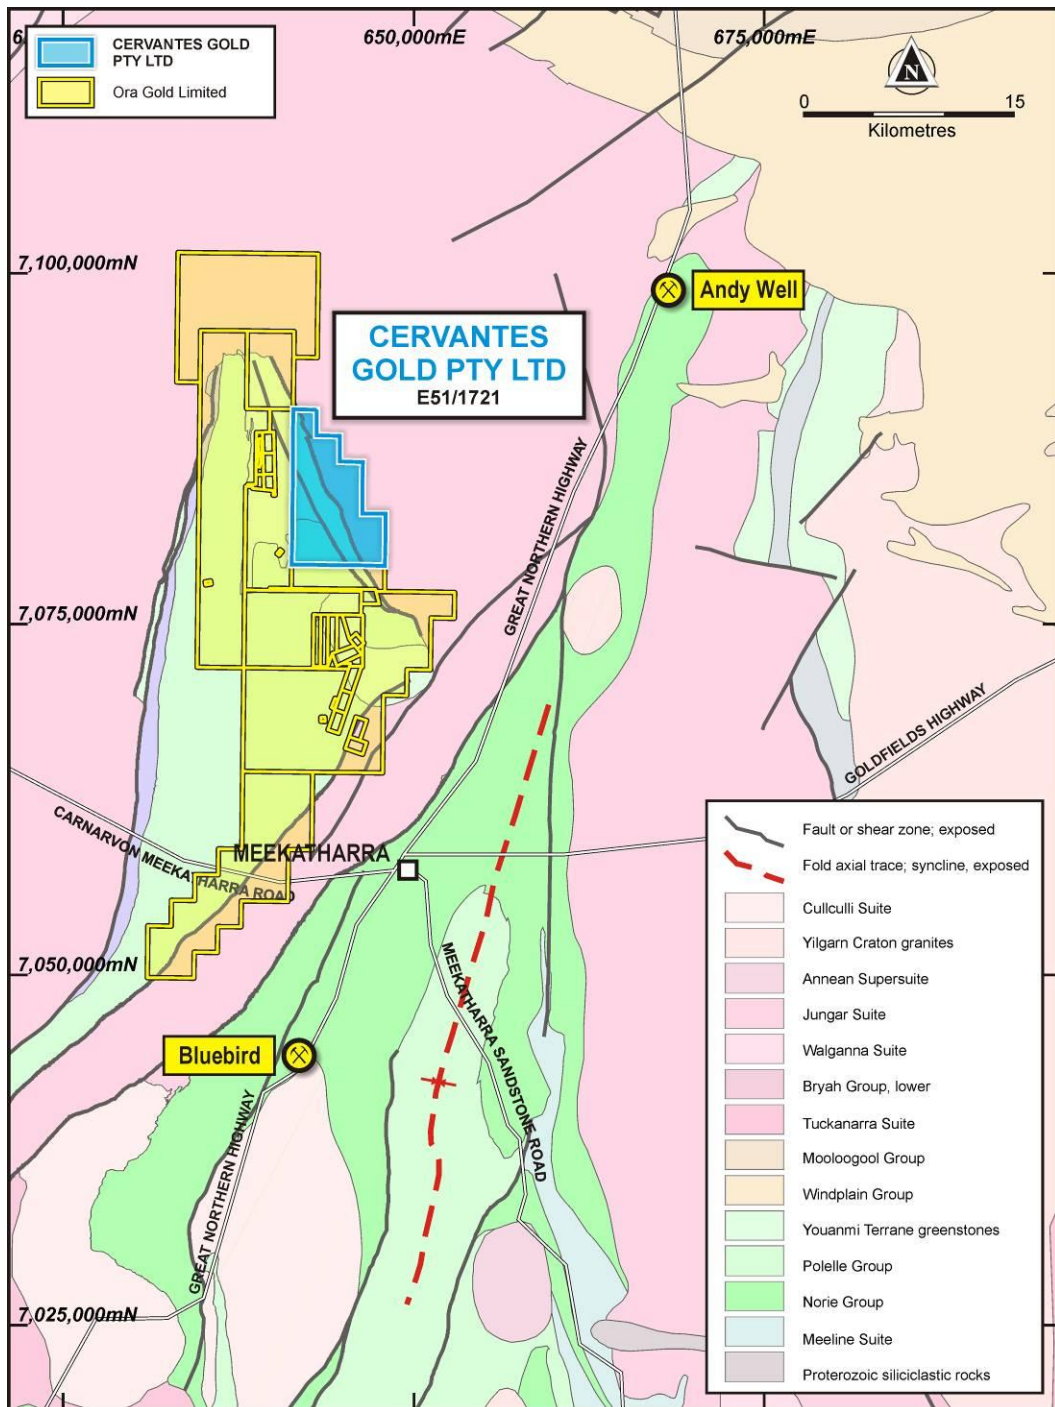 650,000mE
675,000mE
CERVANTES GOLD
PTY LTD
Ora Gold Limited
N
0 15
Kilometres
7,100,000mN
Andy Well
CERVANTES
GOLD PTY LTD
E51/1721
GREAT NORTHERN HIGHWAY
7,075,000mN
GOLDFIELDS HIGHWAY
CARNARVON MEEKATHARRA ROAD
MEEKATHARRA
7,050,000mN
MEEKATHARRA SANDSTONE ROAD
Bluebird
GREAT NORTHERN HIGHWAY
7,025,000mN
Fault or shear zone; exposed
Fold axial trace; syncline, exposed
Cullculli Suite
Yilgarn Craton granites
Annean Supersuite
Jungar Suite
Walganna Suite
Bryah Group, lower
Tuckanarra Suite
Mooloogool Group
Windplain Group
Youanmi Terrane greenstones
Polelle Group
Norie Group
Meeline Suite
Proterozoic siliciclastic rocks